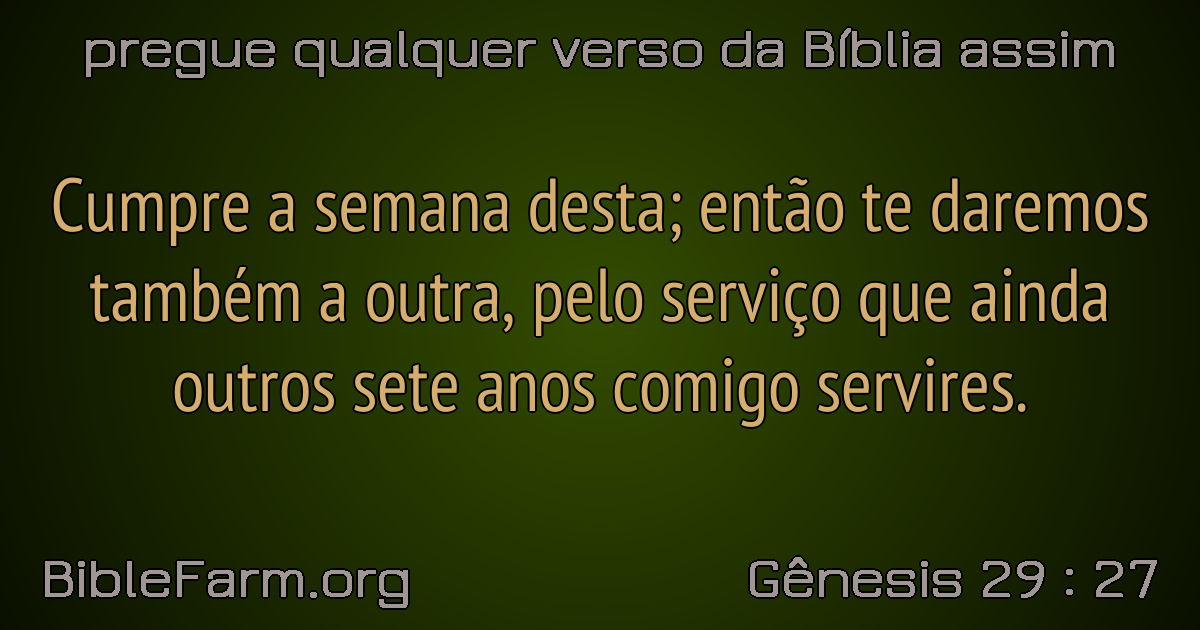 pregue qualquer verso da Bíblia assim
Cumpre a semana desta; então te daremos
também a outra, pelo serviço que ainda
outros sete anos comigo servires.
BibleFarm.org
Gênesis 29 : 27